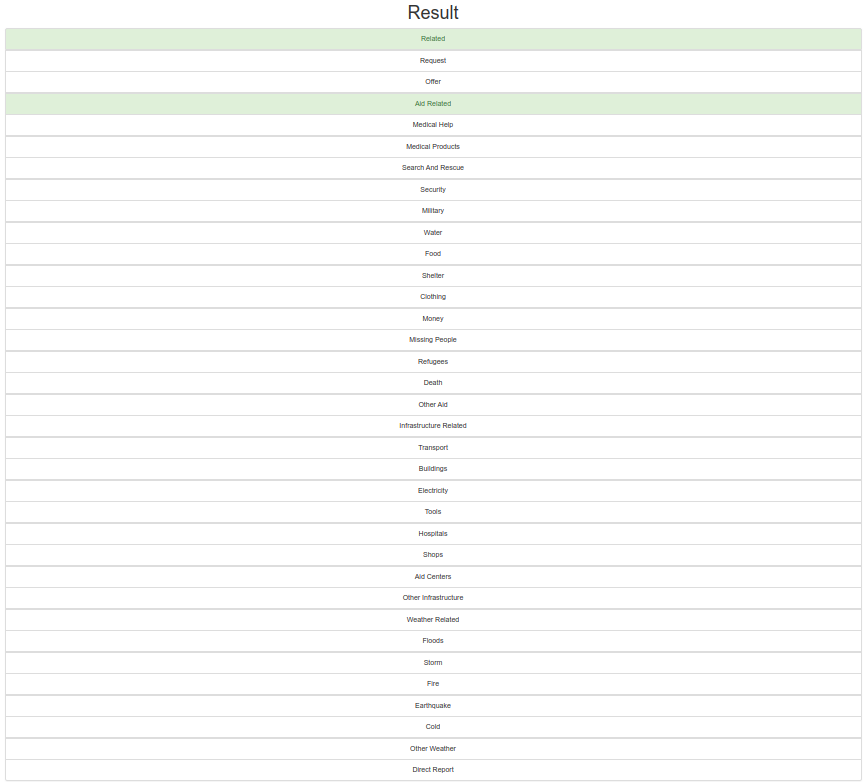 Result
Related
Request
Offer
Aid Related
Medical Help
Medical Products
Search And Rescue
Security
Military
Water
Food
Shelter
Clothing
Money
Missing People
Refugees
Death
Other Aid
Infrastructure Related
Transport
Buildings
Electricity
Tools
Hospitals
Shops
Aid Centers
Other Infrastructure
Weather Related
Floods
Storm
Fire
Earthquake
Cold
Other Weather
Direct Report